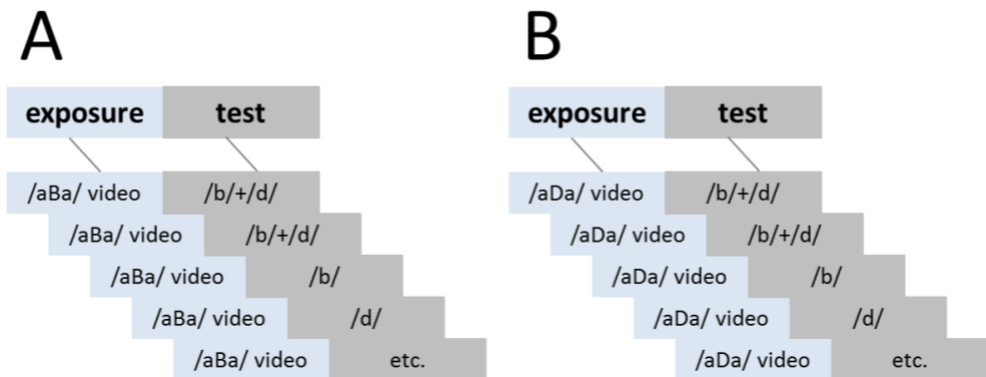 A
exposure test
/aBa/ video /b/+/d/
/aBa/ video /b/+/d/
/aBa/ video /b/
/aBa/ video /d/
/aBa/ video etc.
B
exposure test
/aDa/ video /b/+/d/
/aDa/ video /b/+/d/
/aDa/ video /b/
/aDa/ video /d/
/aDa/ video etc.